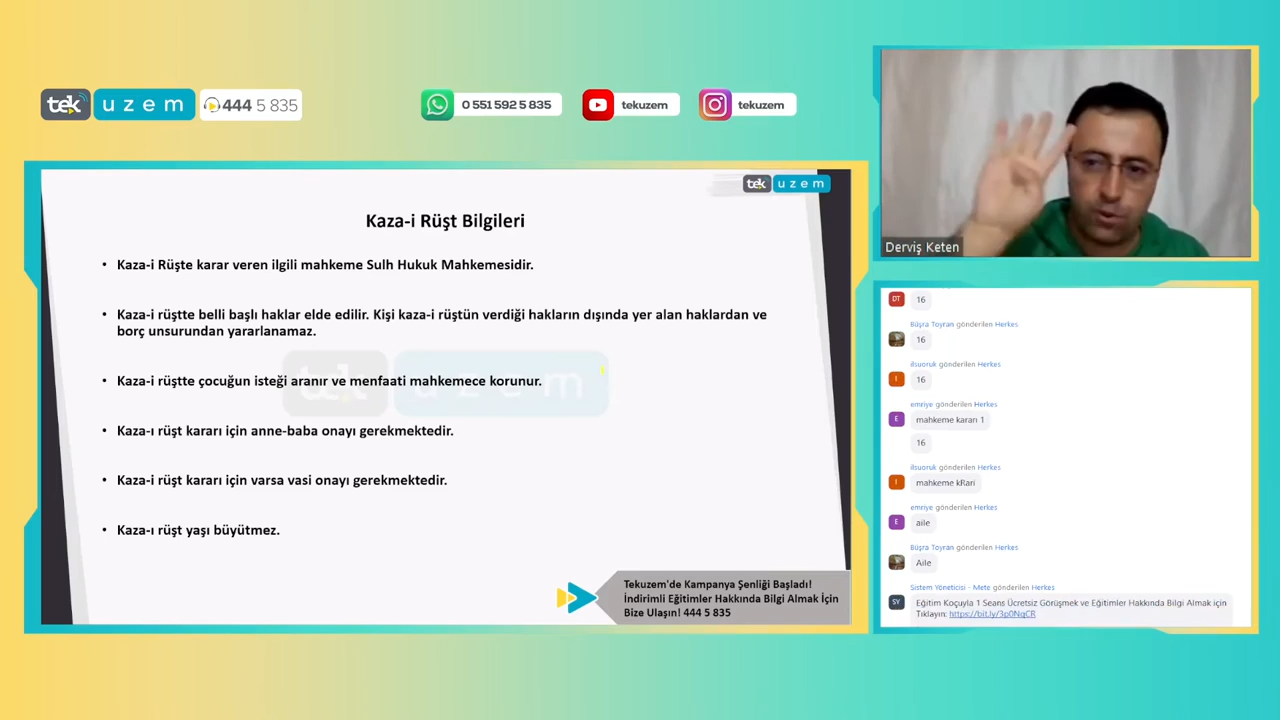 tek uzem 444 5 835
0 551 592 5 835
tekuzem
tekuzem
tek uzem
Kaza-i Rüşt Bilgileri
• Kaza-i Rüşte karar veren ilgili mahkeme Sulh Hukuk Mahkemesidir.
• Kaza-i rüştte belli başlı haklar elde edilir. Kişi kaza-i rüştün verdiği hakların dışında yer alan haklardan ve
borç unsurundan yararlanamaz.
• Kaza-i rüştte çocuğun isteği aranır ve menfaati mahkemece korunur.
• Kaza-ı rüşt kararı için anne-baba onayı gerekmektedir.
• Kaza-i rüşt kararı için varsa vasi onayı gerekmektedir.
• Kaza-ı rüşt yaşı büyütmez.
tek uzem
Tekuzem'de Kampanya Şenliği Başladı!
İndirimli Eğitimler Hakkında Bilgi Almak İçin
Bize Ulaşın! 444 5 835
Derviş Keten
DT
16
Büşra Toyran gönderilen Herkes
16
ilsuoruk gönderilen Herkes
I
16
emriye gönderilen Herkes
E
mahkeme kararı 1
16
ilsuoruk gönderilen Herkes
I
mahkeme kRari
emriye gönderilen Herkes
E
aile
Büşra Toyran gönderilen Herkes
Aile
Sistem Yöneticisi - Mete gönderilen Herkes
SY
Eğitim Koçuyla 1 Seans Ücretsiz Görüşmek ve Eğitimler Hakkında Bilgi Almak için
Tıklayın: https://bit.ly/3p0NqCR